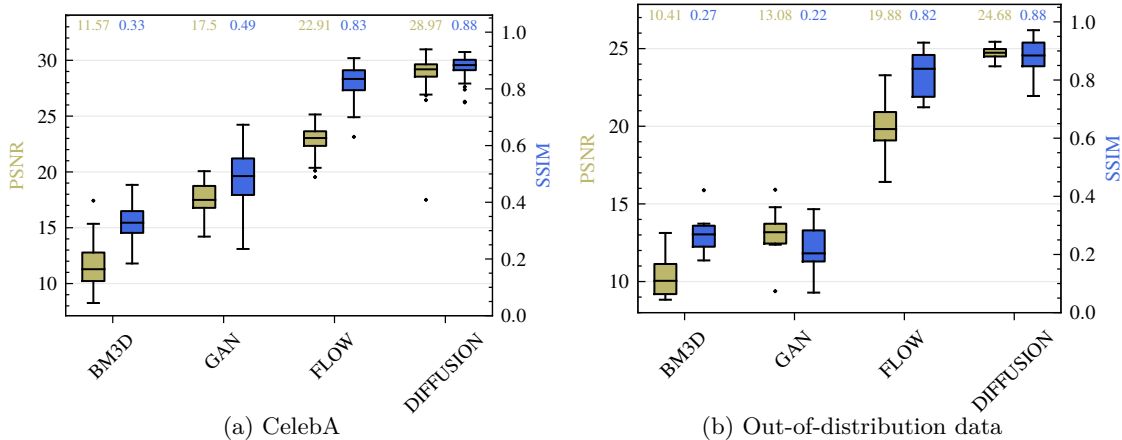 11.57 0.33 17.5 0.49 22.91 0.83 28.97 0.88
PSNR
30
25
20
15
10
1.0
0.8
0.6
0.4
0.2
0.0
SSIM
BM3D
GAN
FLOW
DIFFUSION
(a) CelebA
10.41 0.27 13.08 0.22 19.88 0.82 24.68 0.88
PSNR
25
20
15
10
1.0
0.8
0.6
0.4
0.2
0.0
SSIM
BM3D
GAN
FLOW
DIFFUSION
(b) Out-of-distribution data